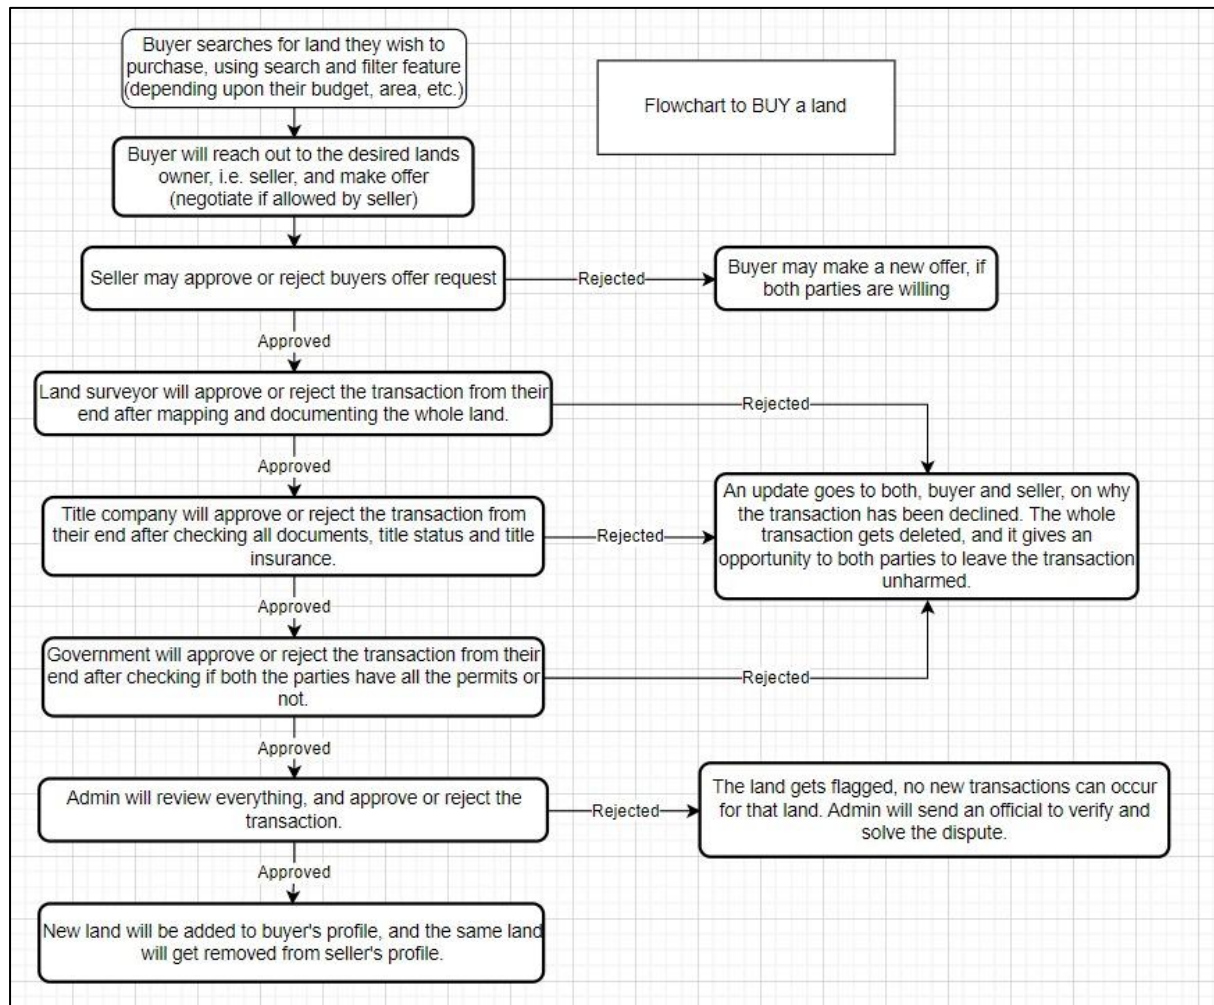 Buyer searches for land they wish to
purchase, using search and filter feature
(depending upon their budget, area, etc.)
Flowchart to BUY a land
Buyer will reach out to the desired lands
owner, i.e. seller, and make offer
(negotiate if allowed by seller)
Seller may approve or reject buyers offer request
Rejected
Buyer may make a new offer, if
both parties are willing
Approved
Land surveyor will approve or reject the transaction from their
end after mapping and documenting the whole land.
Rejected
Approved
Title company will approve or reject the transaction from
their end after checking all documents, title status and title
insurance.
Rejected
An update goes to both, buyer and seller, on why
the transaction has been declined. The whole
transaction gets deleted, and it gives an
opportunity to both parties to leave the transaction
unharmed.
Approved
Government will approve or reject the transaction from their
end after checking if both the parties have all the permits or
not.
Rejected
Approved
Admin will review everything, and approve or reject the
transaction.
Rejected
The land gets flagged, no new transactions can occur
for that land. Admin will send an official to verify and
solve the dispute.
Approved
New land will be added to buyer's profile, and the same land
will get removed from seller's profile.